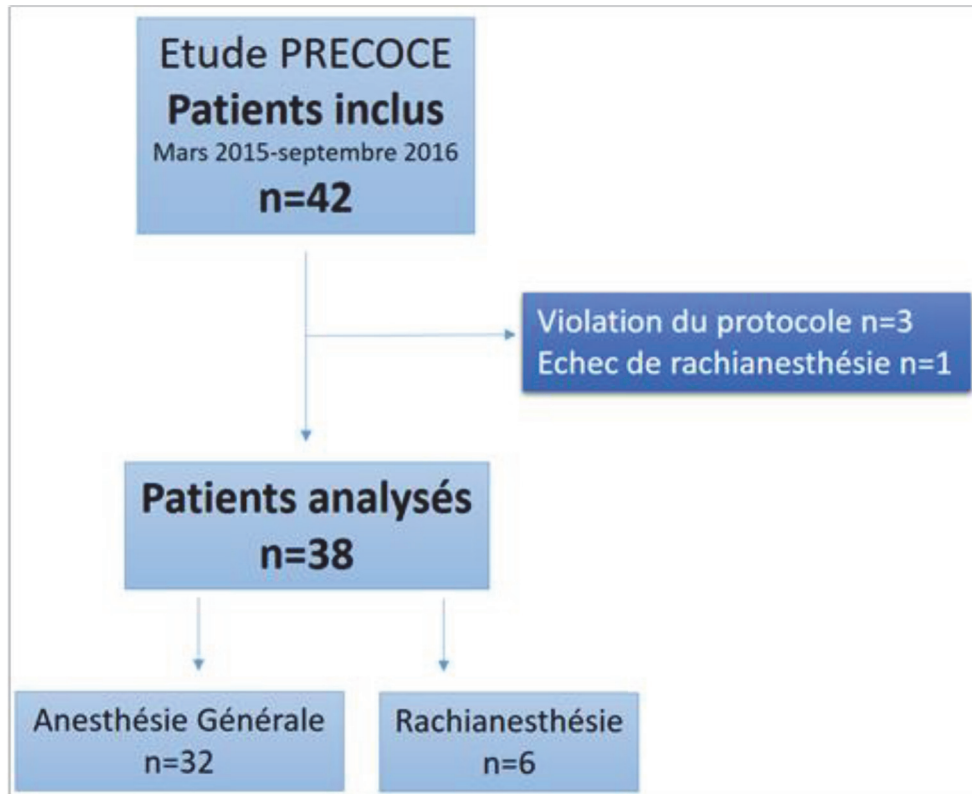 Etude PRECOCE
Patients inclus
Mars 2015-septembre 2016
n=42
Violation du protocole n=3
Echec de rachianesthésie n=1
Patients analysés
n=38
Anesthésie Générale
n=32
Rachianesthésie
n=6